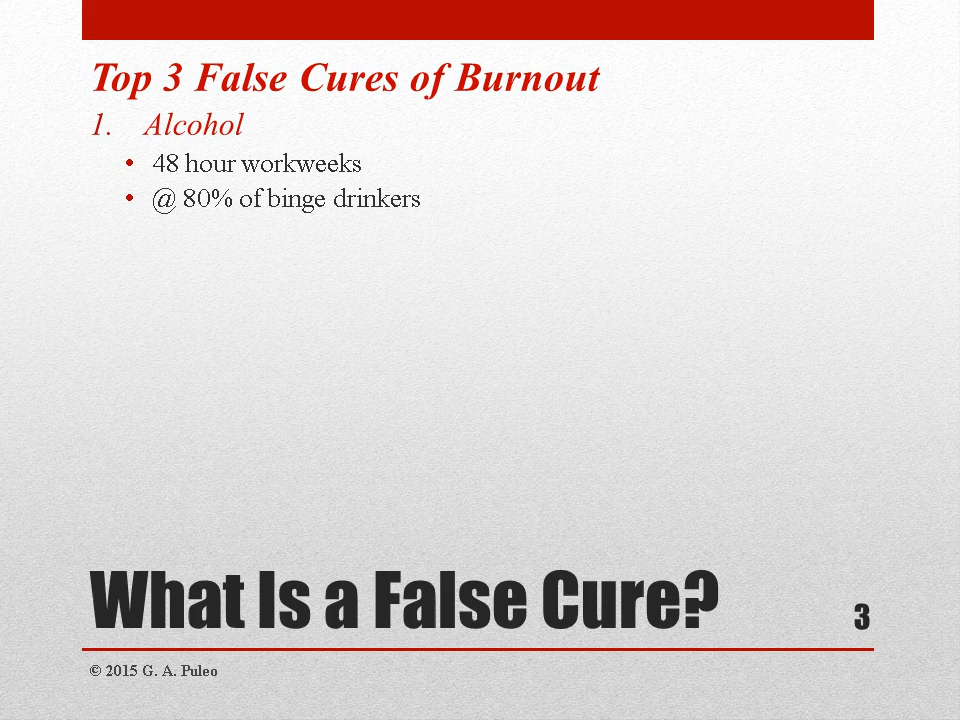 Top 3 False Cures of Burnout
1. Alcohol
• 48 hour workweeks
• @ 80% of binge drinkers
What Is a False Cure?
3
© 2015 G. A. Puleo